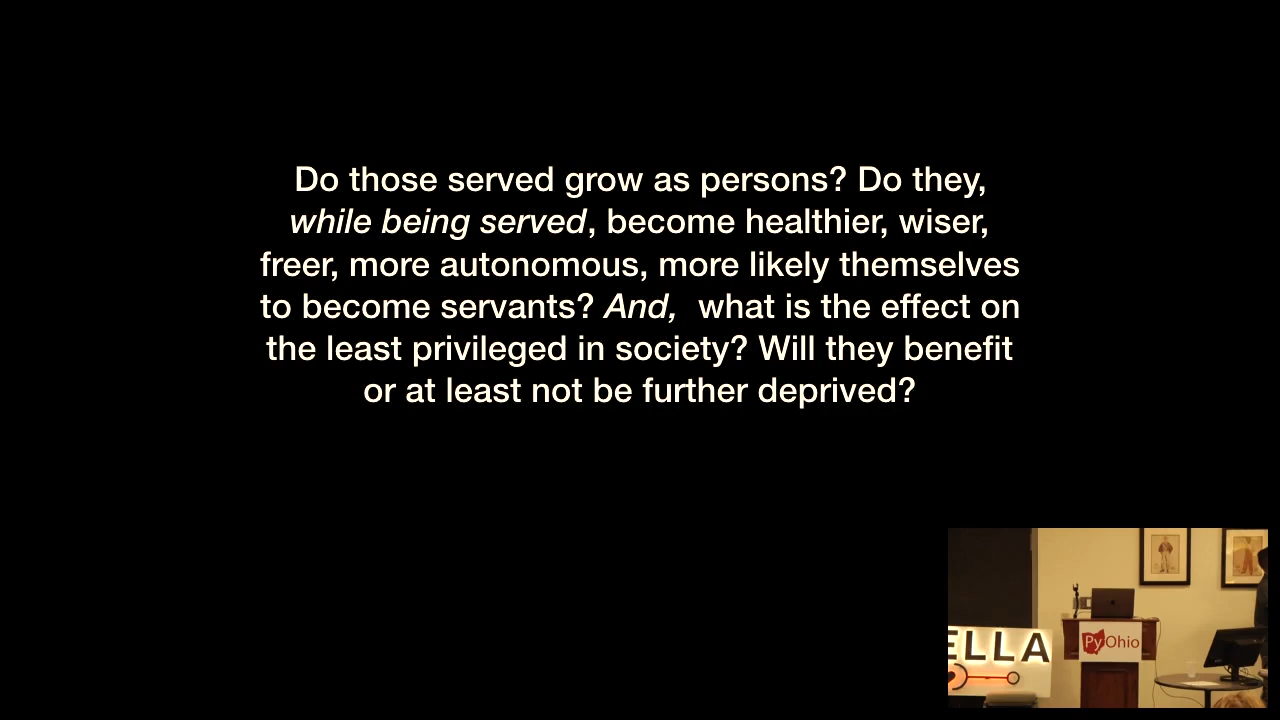 Do those served grow as persons? Do they,
while being served, become healthier, wiser,
freer, more autonomous, more likely themselves
to become servants? And,  what is the effect on
the least privileged in society? Will they benefit
or at least not be further deprived?
ELLA
PyOhio